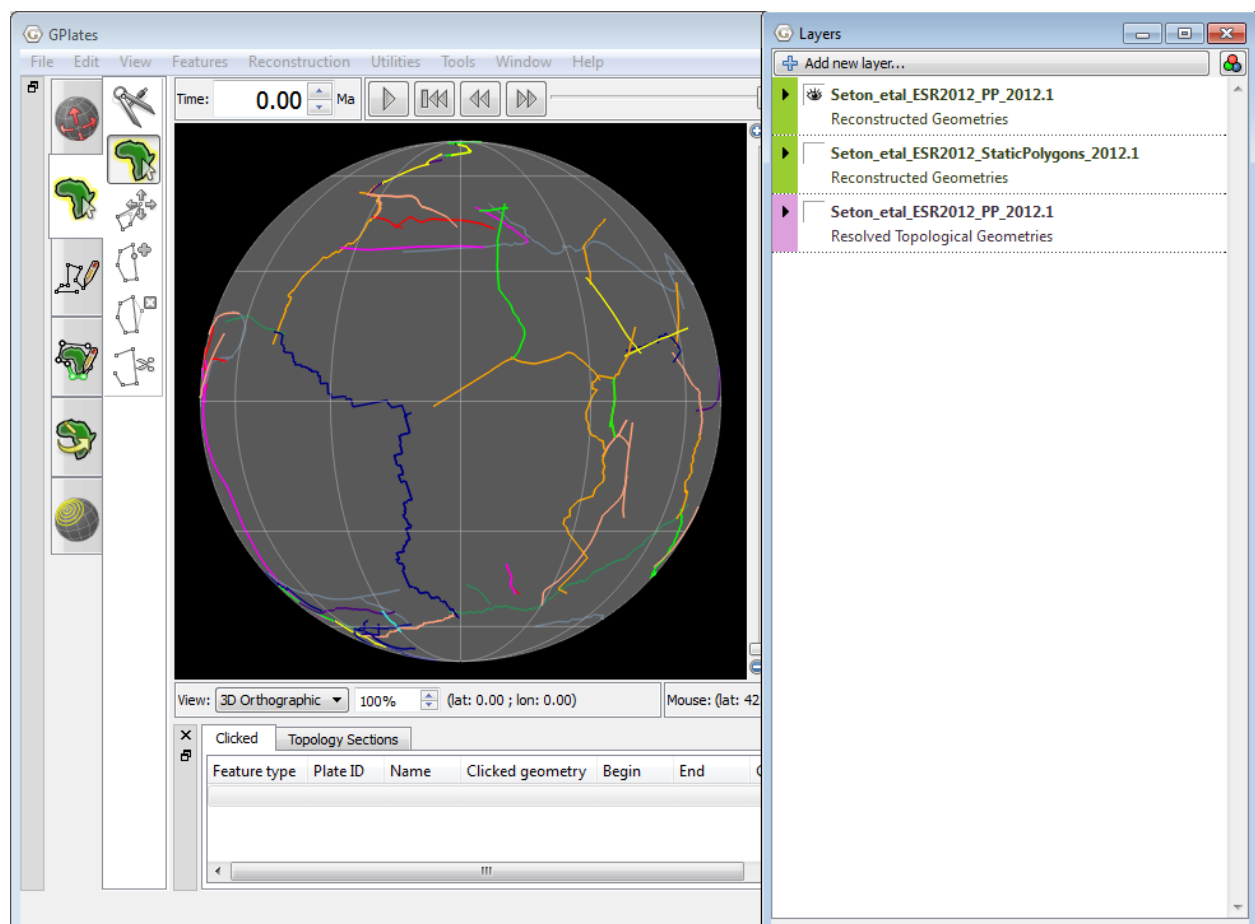 GPlates
File Edit View Features Reconstruction Utilities Tools Window Help
Time: 0.00 Ma
View: 3D Orthographic 100% (lat: 0.00 ; lon: 0.00) Mouse: (lat: 42
Clicked Topology Sections
Feature type Plate ID Name Clicked geometry Begin End
Layers
Add new layer...
Seton_etal_ESR2012_PP_2012.1
Reconstructed Geometries
Seton_etal_ESR2012_StaticPolygons_2012.1
Reconstructed Geometries
Seton_etal_ESR2012_PP_2012.1
Resolved Topological Geometries